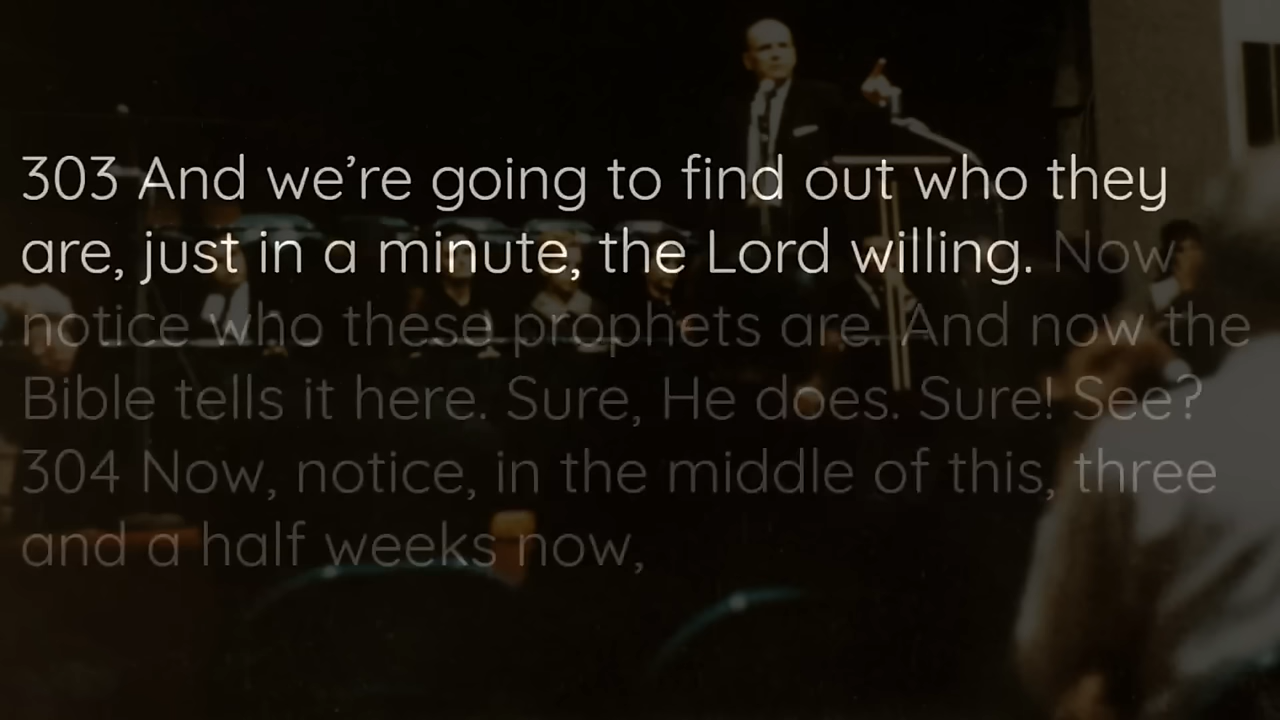 303 And we’re going to find out who they
are, just in a minute, the Lord willing. Now
notice who these prophets are. And now the
Bible tells it here. Sure, He does. Sure! See?
304 Now, notice, in the middle of this, three
and a half weeks now,